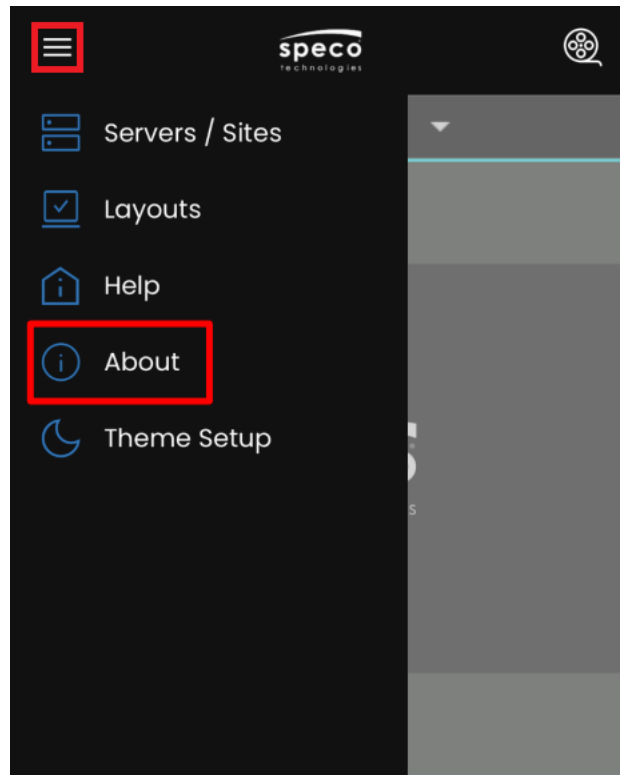 speco
technologies
Servers / Sites
Layouts
Help
About
Theme Setup
s